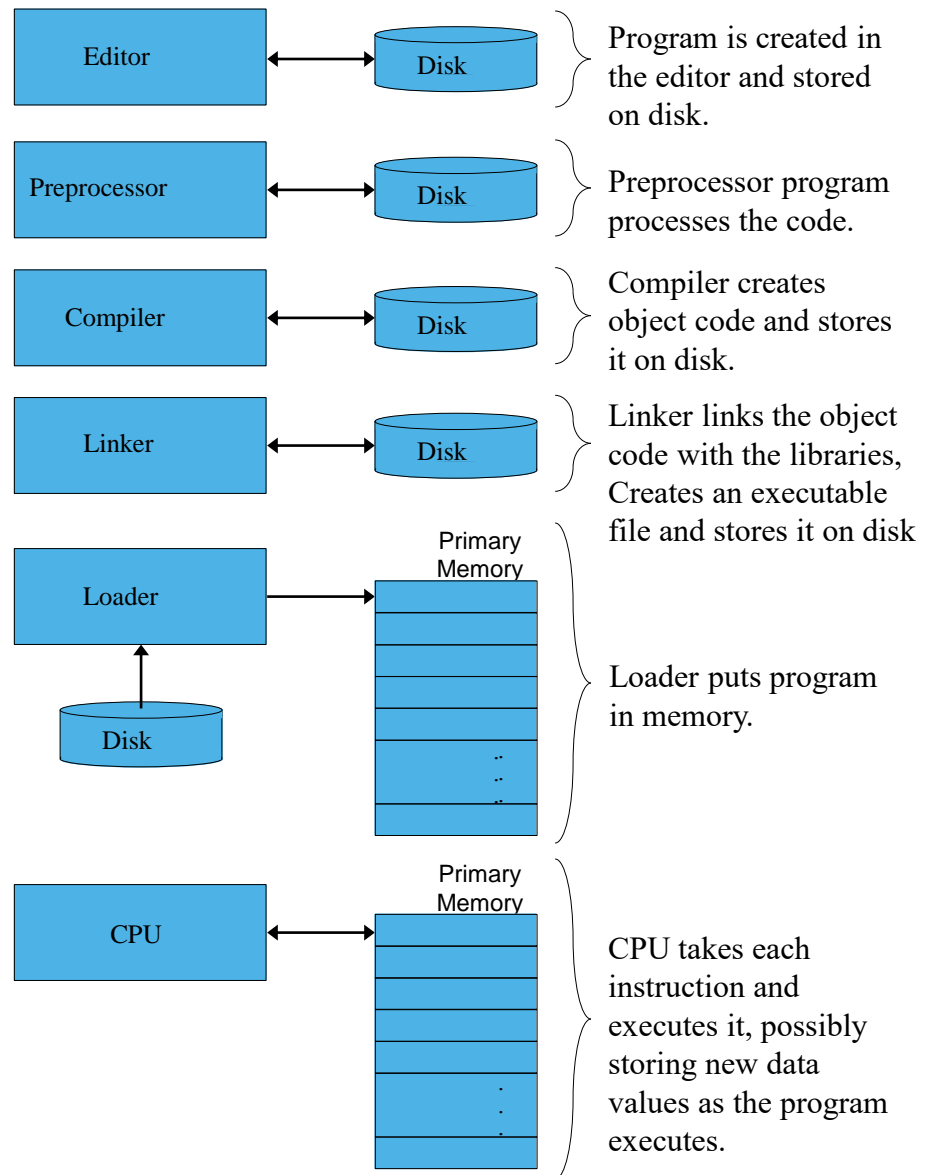 Editor
Disk
Program is created in
the editor and stored
on disk.
Preprocessor
Disk
Preprocessor program
processes the code.
Compiler
Disk
Compiler creates
object code and stores
it on disk.
Linker
Disk
Linker links the object
code with the libraries,
Creates an executable
file and stores it on disk
Loader
Disk
Primary
Memory
Loader puts program
in memory.
CPU
Primary
Memory
CPU takes each
instruction and
executes it, possibly
storing new data
values as the program
executes.